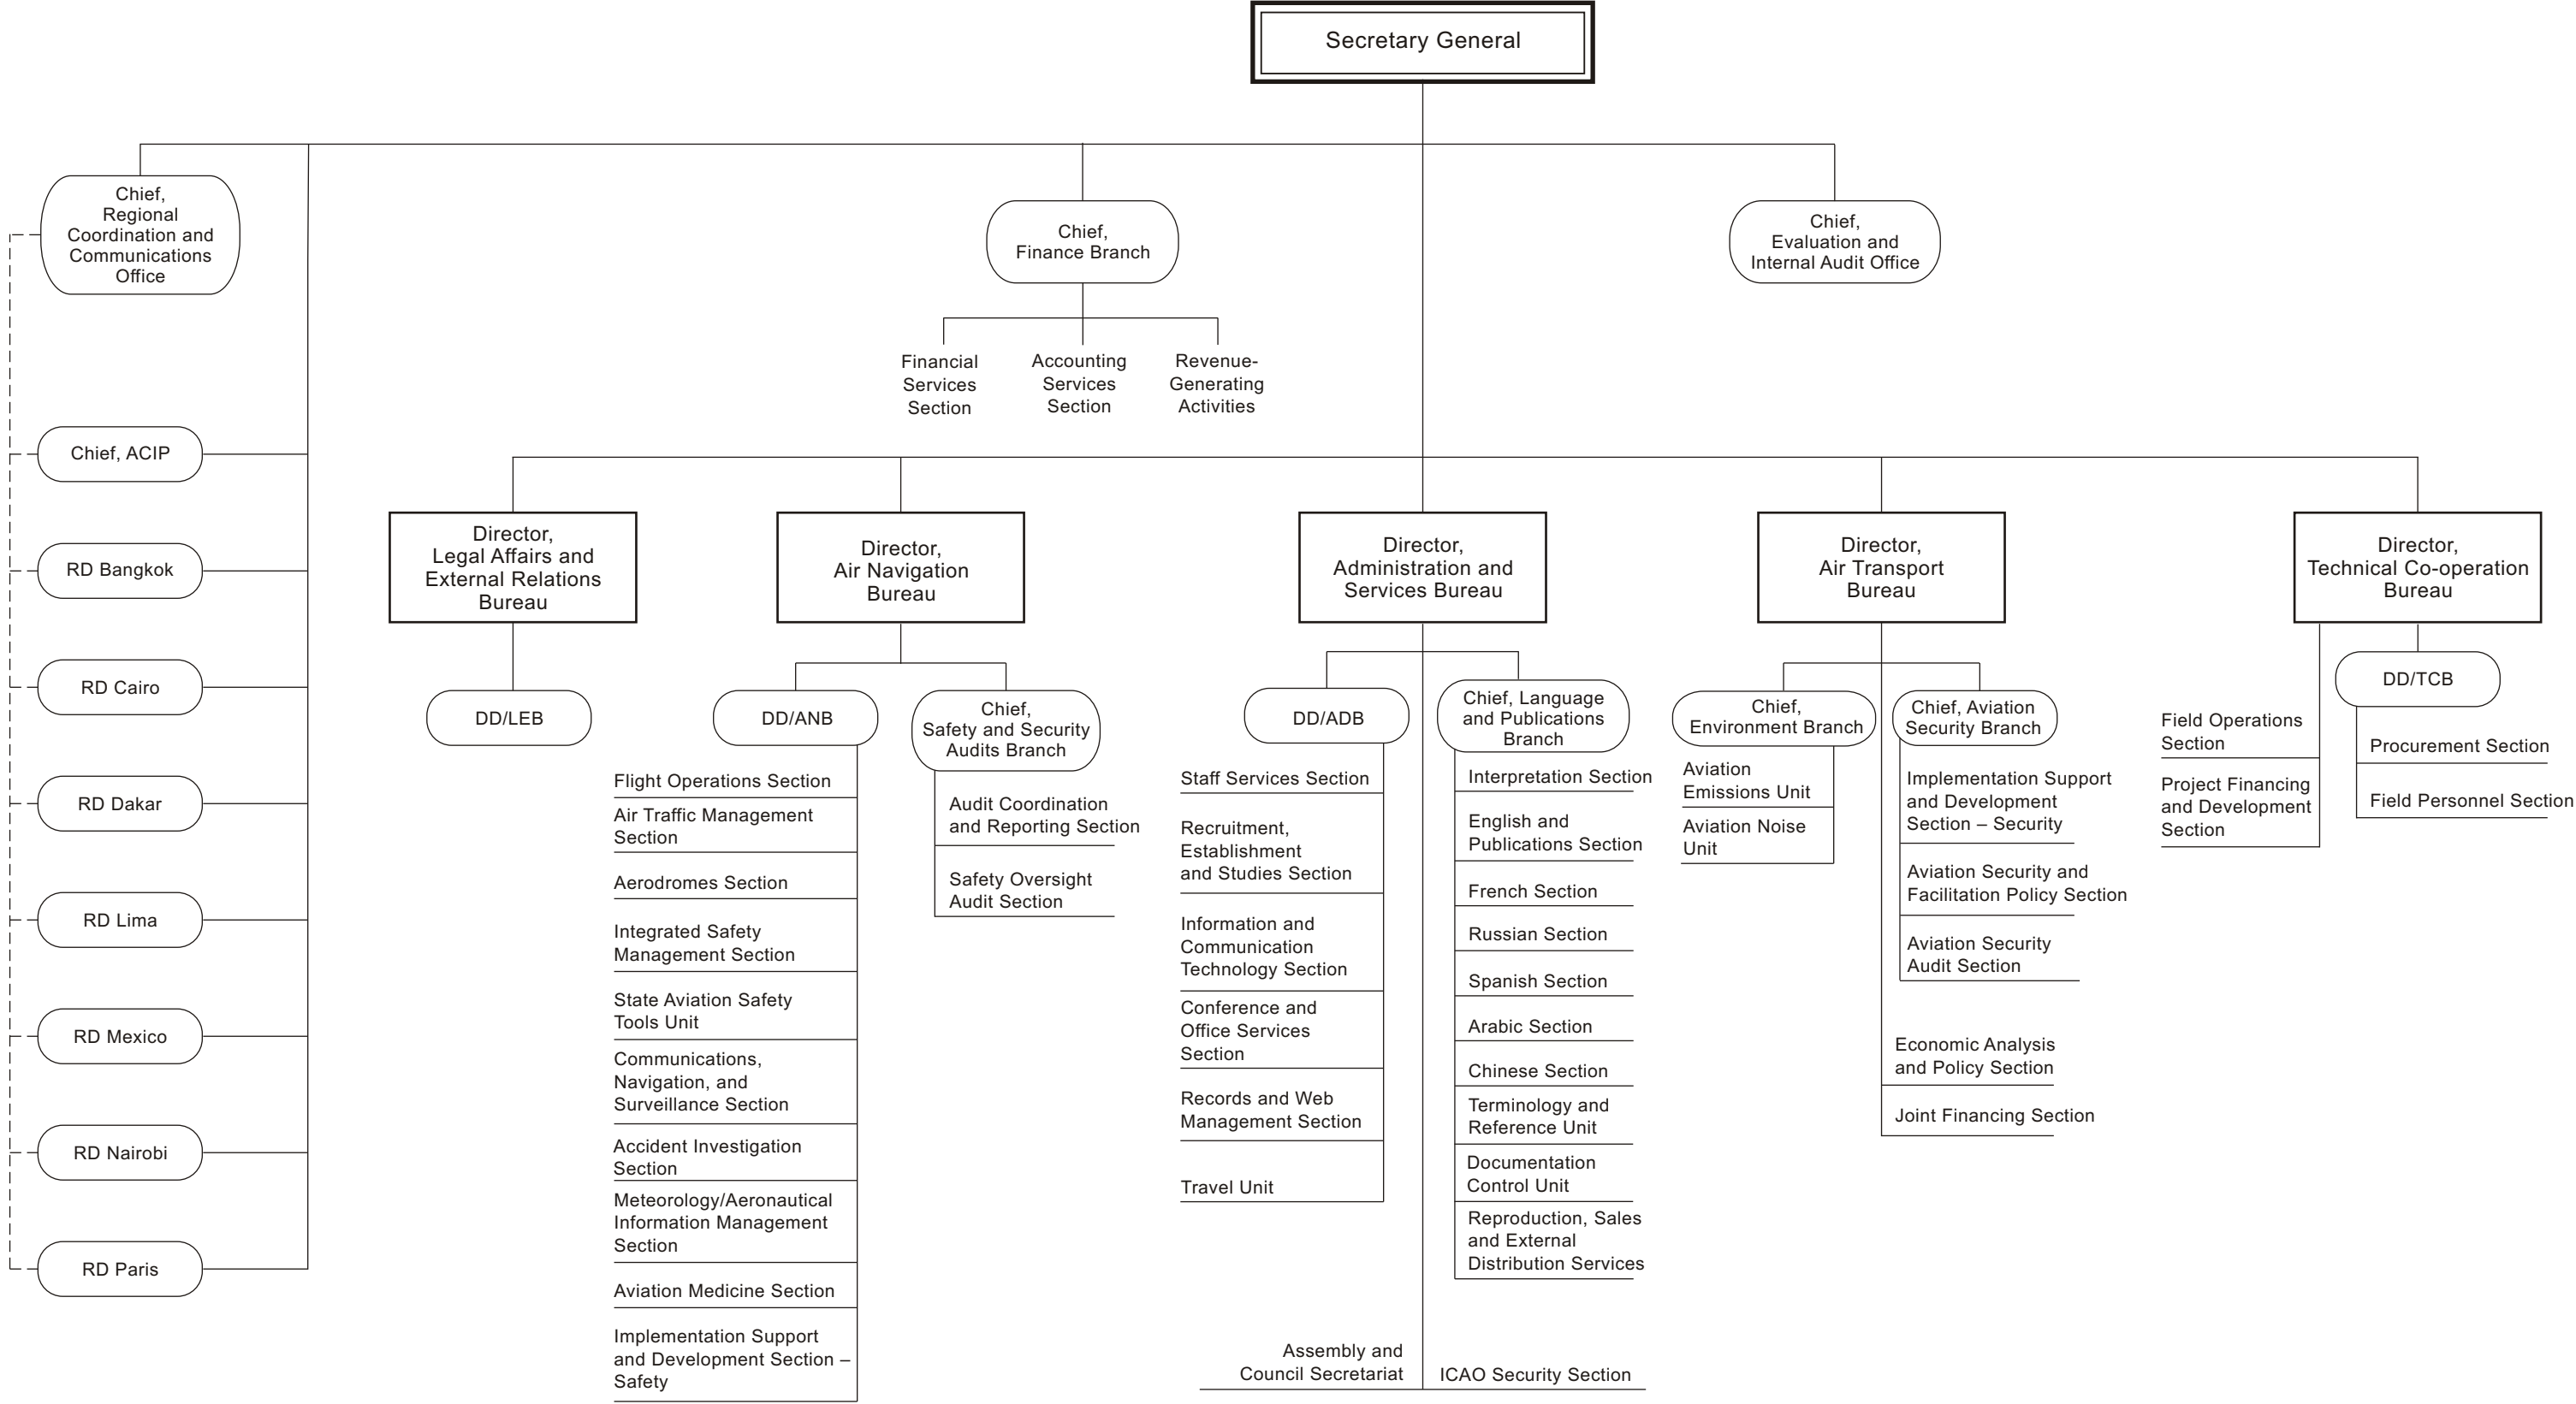 Secretary General
Chief,
Regional
Coordination and
Communications
Office
Chief,
Finance Branch
Chief,
Evaluation and
Internal Audit Office
Financial
Services
Section
Accounting
Services
Section
Revenue-
Generating
Activities
Chief, ACIP
RD Bangkok
RD Cairo
RD Dakar
RD Lima
RD Mexico
RD Nairobi
RD Paris
Director,
Legal Affairs and
External Relations
Bureau
DD/LEB
Director,
Air Navigation
Bureau
DD/ANB
Flight Operations Section
Air Traffic Management
Section
Aerodromes Section
Integrated Safety
Management Section
State Aviation Safety
Tools Unit
Communications,
Navigation, and
Surveillance Section
Accident Investigation
Section
Meteorology/Aeronautical
Information Management
Section
Aviation Medicine Section
Implementation Support
and Development Section –
Safety
Chief,
Safety and Security
Audits Branch
Audit Coordination
and Reporting Section
Safety Oversight
Audit Section
Director,
Administration and
Services Bureau
DD/ADB
Staff Services Section
Recruitment,
Establishment
and Studies Section
Information and
Communication
Technology Section
Conference and
Office Services
Section
Records and Web
Management Section
Travel Unit
Chief, Language
and Publications
Branch
Interpretation Section
English and
Publications Section
French Section
Russian Section
Spanish Section
Arabic Section
Chinese Section
Terminology and
Reference Unit
Documentation
Control Unit
Reproduction, Sales
and External
Distribution Services
Assembly and
Council Secretariat
ICAO Security Section
Director,
Air Transport
Bureau
Chief,
Environment Branch
Aviation
Emissions Unit
Aviation Noise
Unit
Chief, Aviation
Security Branch
Implementation Support
and Development
Section – Security
Aviation Security and
Facilitation Policy Section
Aviation Security
Audit Section
Economic Analysis
and Policy Section
Joint Financing Section
Director,
Technical Co-operation
Bureau
Field Operations
Section
Project Financing
and Development
Section
DD/TCB
Procurement Section
Field Personnel Section